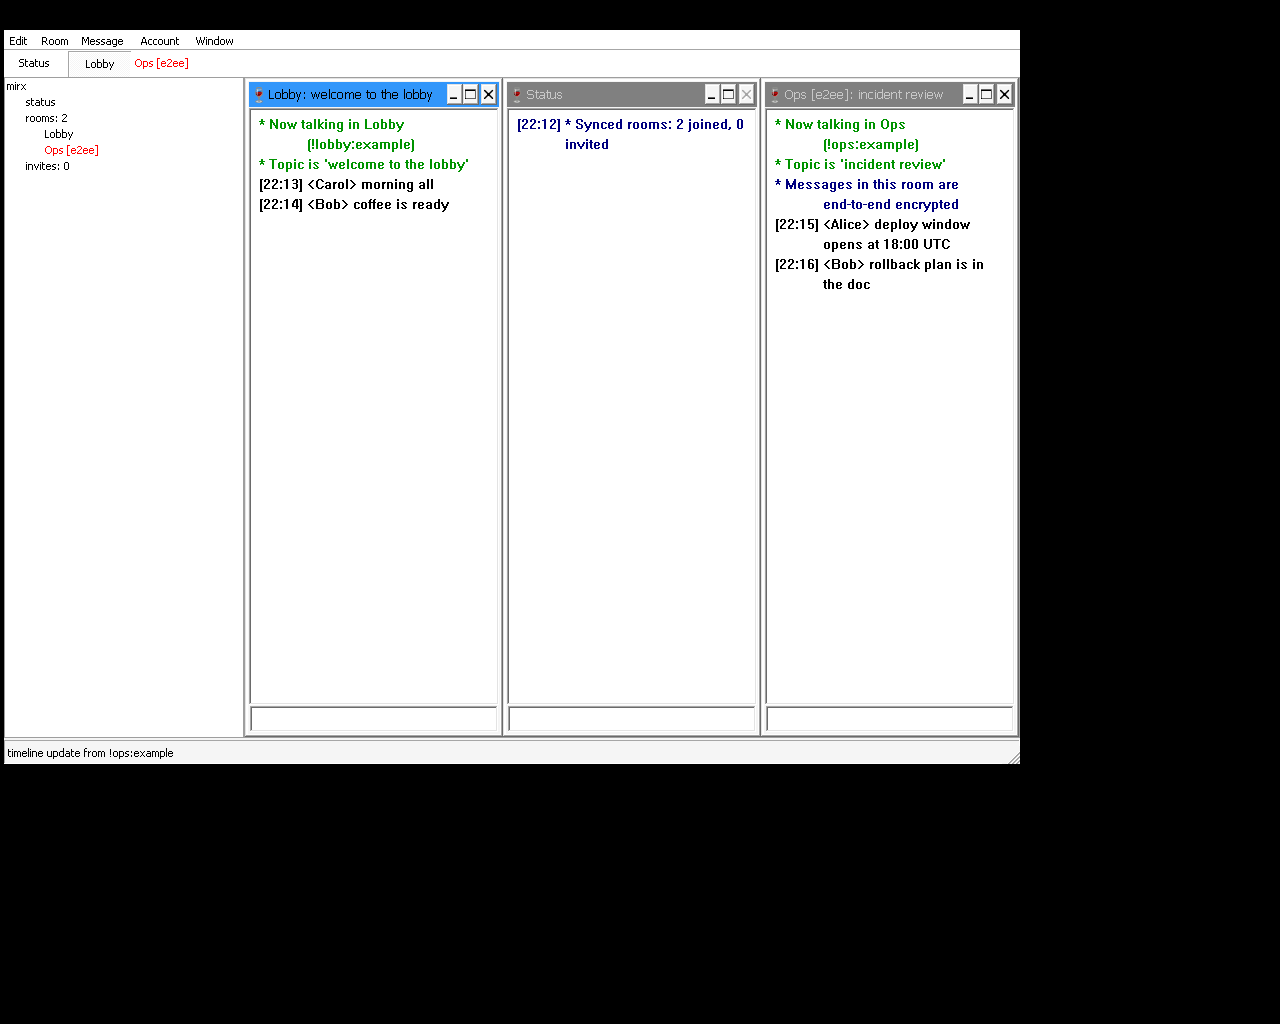 Edit Room Message Account Window
Status Lobby Ops [e2ee]
mirx
status
rooms: 2
Lobby
Ops [e2ee]
invites: 0
Lobby: welcome to the lobby
* Now talking in Lobby
(!lobby:example)
* Topic is 'welcome to the lobby'
[22:13] <Carol> morning all
[22:14] <Bob> coffee is ready
Status
[22:12] * Synced rooms: 2 joined, 0
invited
Ops [e2ee]: incident review
* Now talking in Ops
(!ops:example)
* Topic is 'incident review'
* Messages in this room are
end-to-end encrypted
[22:15] <Alice> deploy window
opens at 18:00 UTC
[22:16] <Bob> rollback plan is in
the doc
timeline update from !ops:example